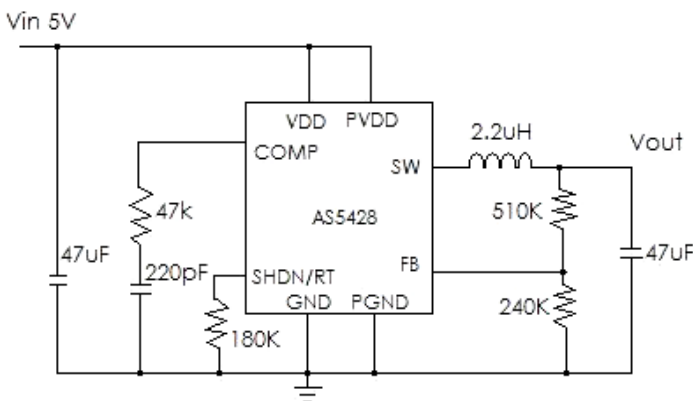 Vin 5V
VDD PVDD
COMP
2.2uH
Vout
SW
47k
510K
AS5428
47uF
220pF
FB
47uF
SHDN/RT
GND PGND
240K
180K